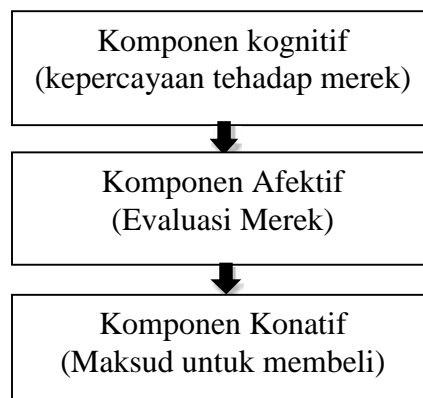 Komponen kognitif
(kepercayaan tehadap merek)
Komponen Afektif
(Evaluasi Merek)
Komponen Konatif
(Maksud untuk membeli)